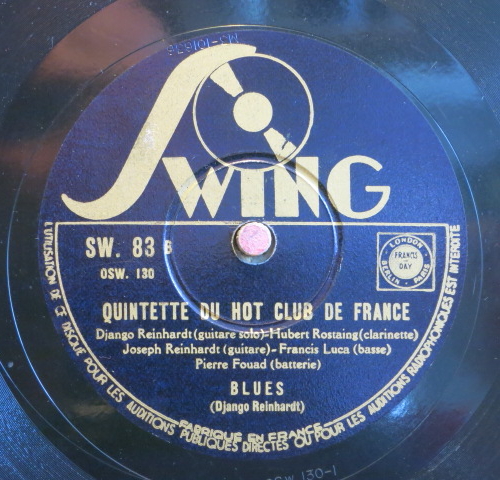 SWING
SW. 83 B
OSW. 130
LONDON
FRANCIS
DAY
BERLIN - PARIS
QUINTETTE DU HOT CLUB DE FRANCE
Django Reinhardt (guitare solo)-Hubert Rostaing (clarinette)
Joseph Reinhardt (guitare) - Francis Luca (basse)
Pierre Fouad (batterie)
BLUES
(Django Reinhardt)
FABRIQUÉ EN FRANCE
L'UTILISATION DE CE DISQUE POUR LES AUDITIONS PUBLIQUES DIRECTES OU POUR LES AUDITIONS RADIOPHONIQUES EST INTERDITE
OSW 130-1